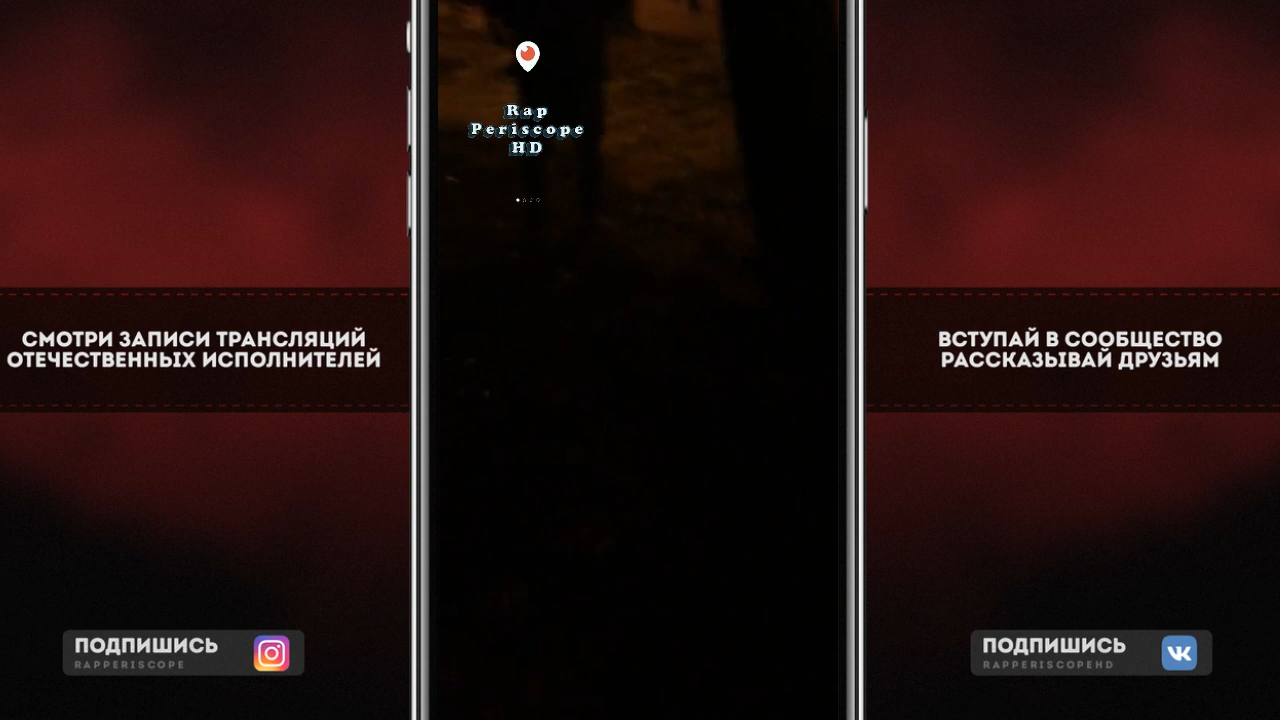 Rap
Periscope
HD
СМОТРИ ЗАПИСИ ТРАНСЛЯЦИЙ
ОТЕЧЕСТВЕННЫХ ИСПОЛНИТЕЛЕЙ
ВСТУПАЙ В СООБЩЕСТВО
РАССКАЗЫВАЙ ДРУЗЬЯМ
ПОДПИШИСЬ
RAPPERISCOPE
ПОДПИШИСЬ
RAPPERISCOPEHD